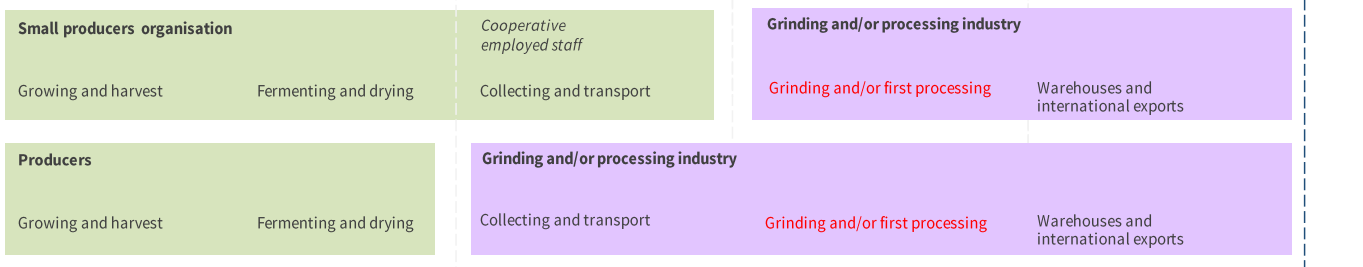 Small producers organisation
Cooperative
employed staff
Grinding and/or processing industry
Growing and harvest
Fermenting and drying
Collecting and transport
Grinding and/or first processing
Warehouses and
international exports
Producers
Grinding and/or processing industry
Growing and harvest
Fermenting and drying
Collecting and transport
Grinding and/or first processing
Warehouses and
international exports